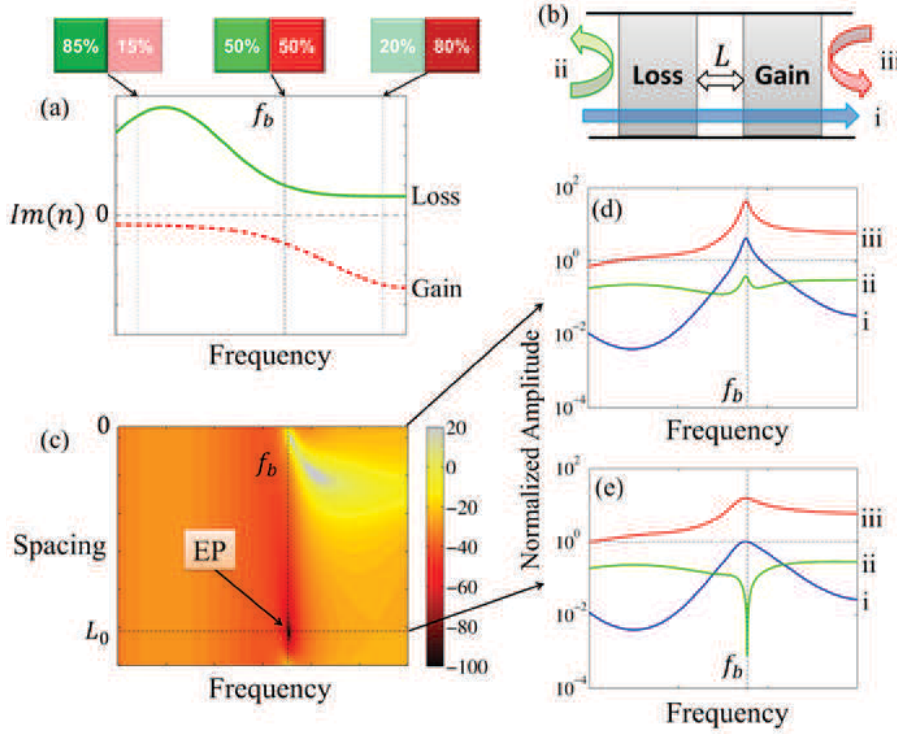 85% 15% 50% 50% 20% 80%
(a)
f_b
Im(n) 0
Loss
Gain
Frequency
(b)
ii
Loss
L
Gain
iii
i
(c)
0
f_b
EP
Spacing
L_0
Frequency
20
0
-20
-40
-60
-80
-100
Normalized Amplitude
(d)
10^2
10^0
10^-2
10^-4
iii
ii
i
f_b
Frequency
(e)
10^2
10^0
10^-2
10^-4
iii
ii
i
f_b
Frequency